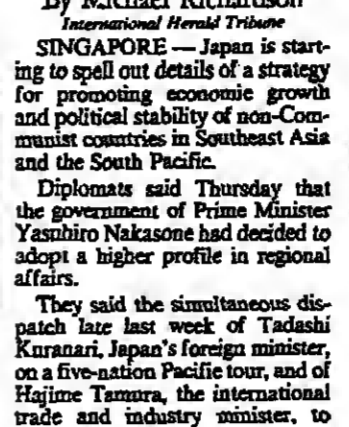 By Michael Richardson
International Herald Tribune
SINGAPORE — Japan is start-
ing to spell out details of a strategy
for promoting economic growth
and political stability of non-Com-
munist countries in Southeast Asia
and the South Pacific.
Diplomats said Thursday that
the government of Prime Minister
Yasuhiro Nakasone had decided to
adopt a higher profile in regional
affairs.
They said the simultaneous dis-
patch late last week of Tadashi
Kuranari, Japan's foreign minister,
on a five-nation Pacific tour, and of
Hajime Tamura, the international
trade and industry minister, to